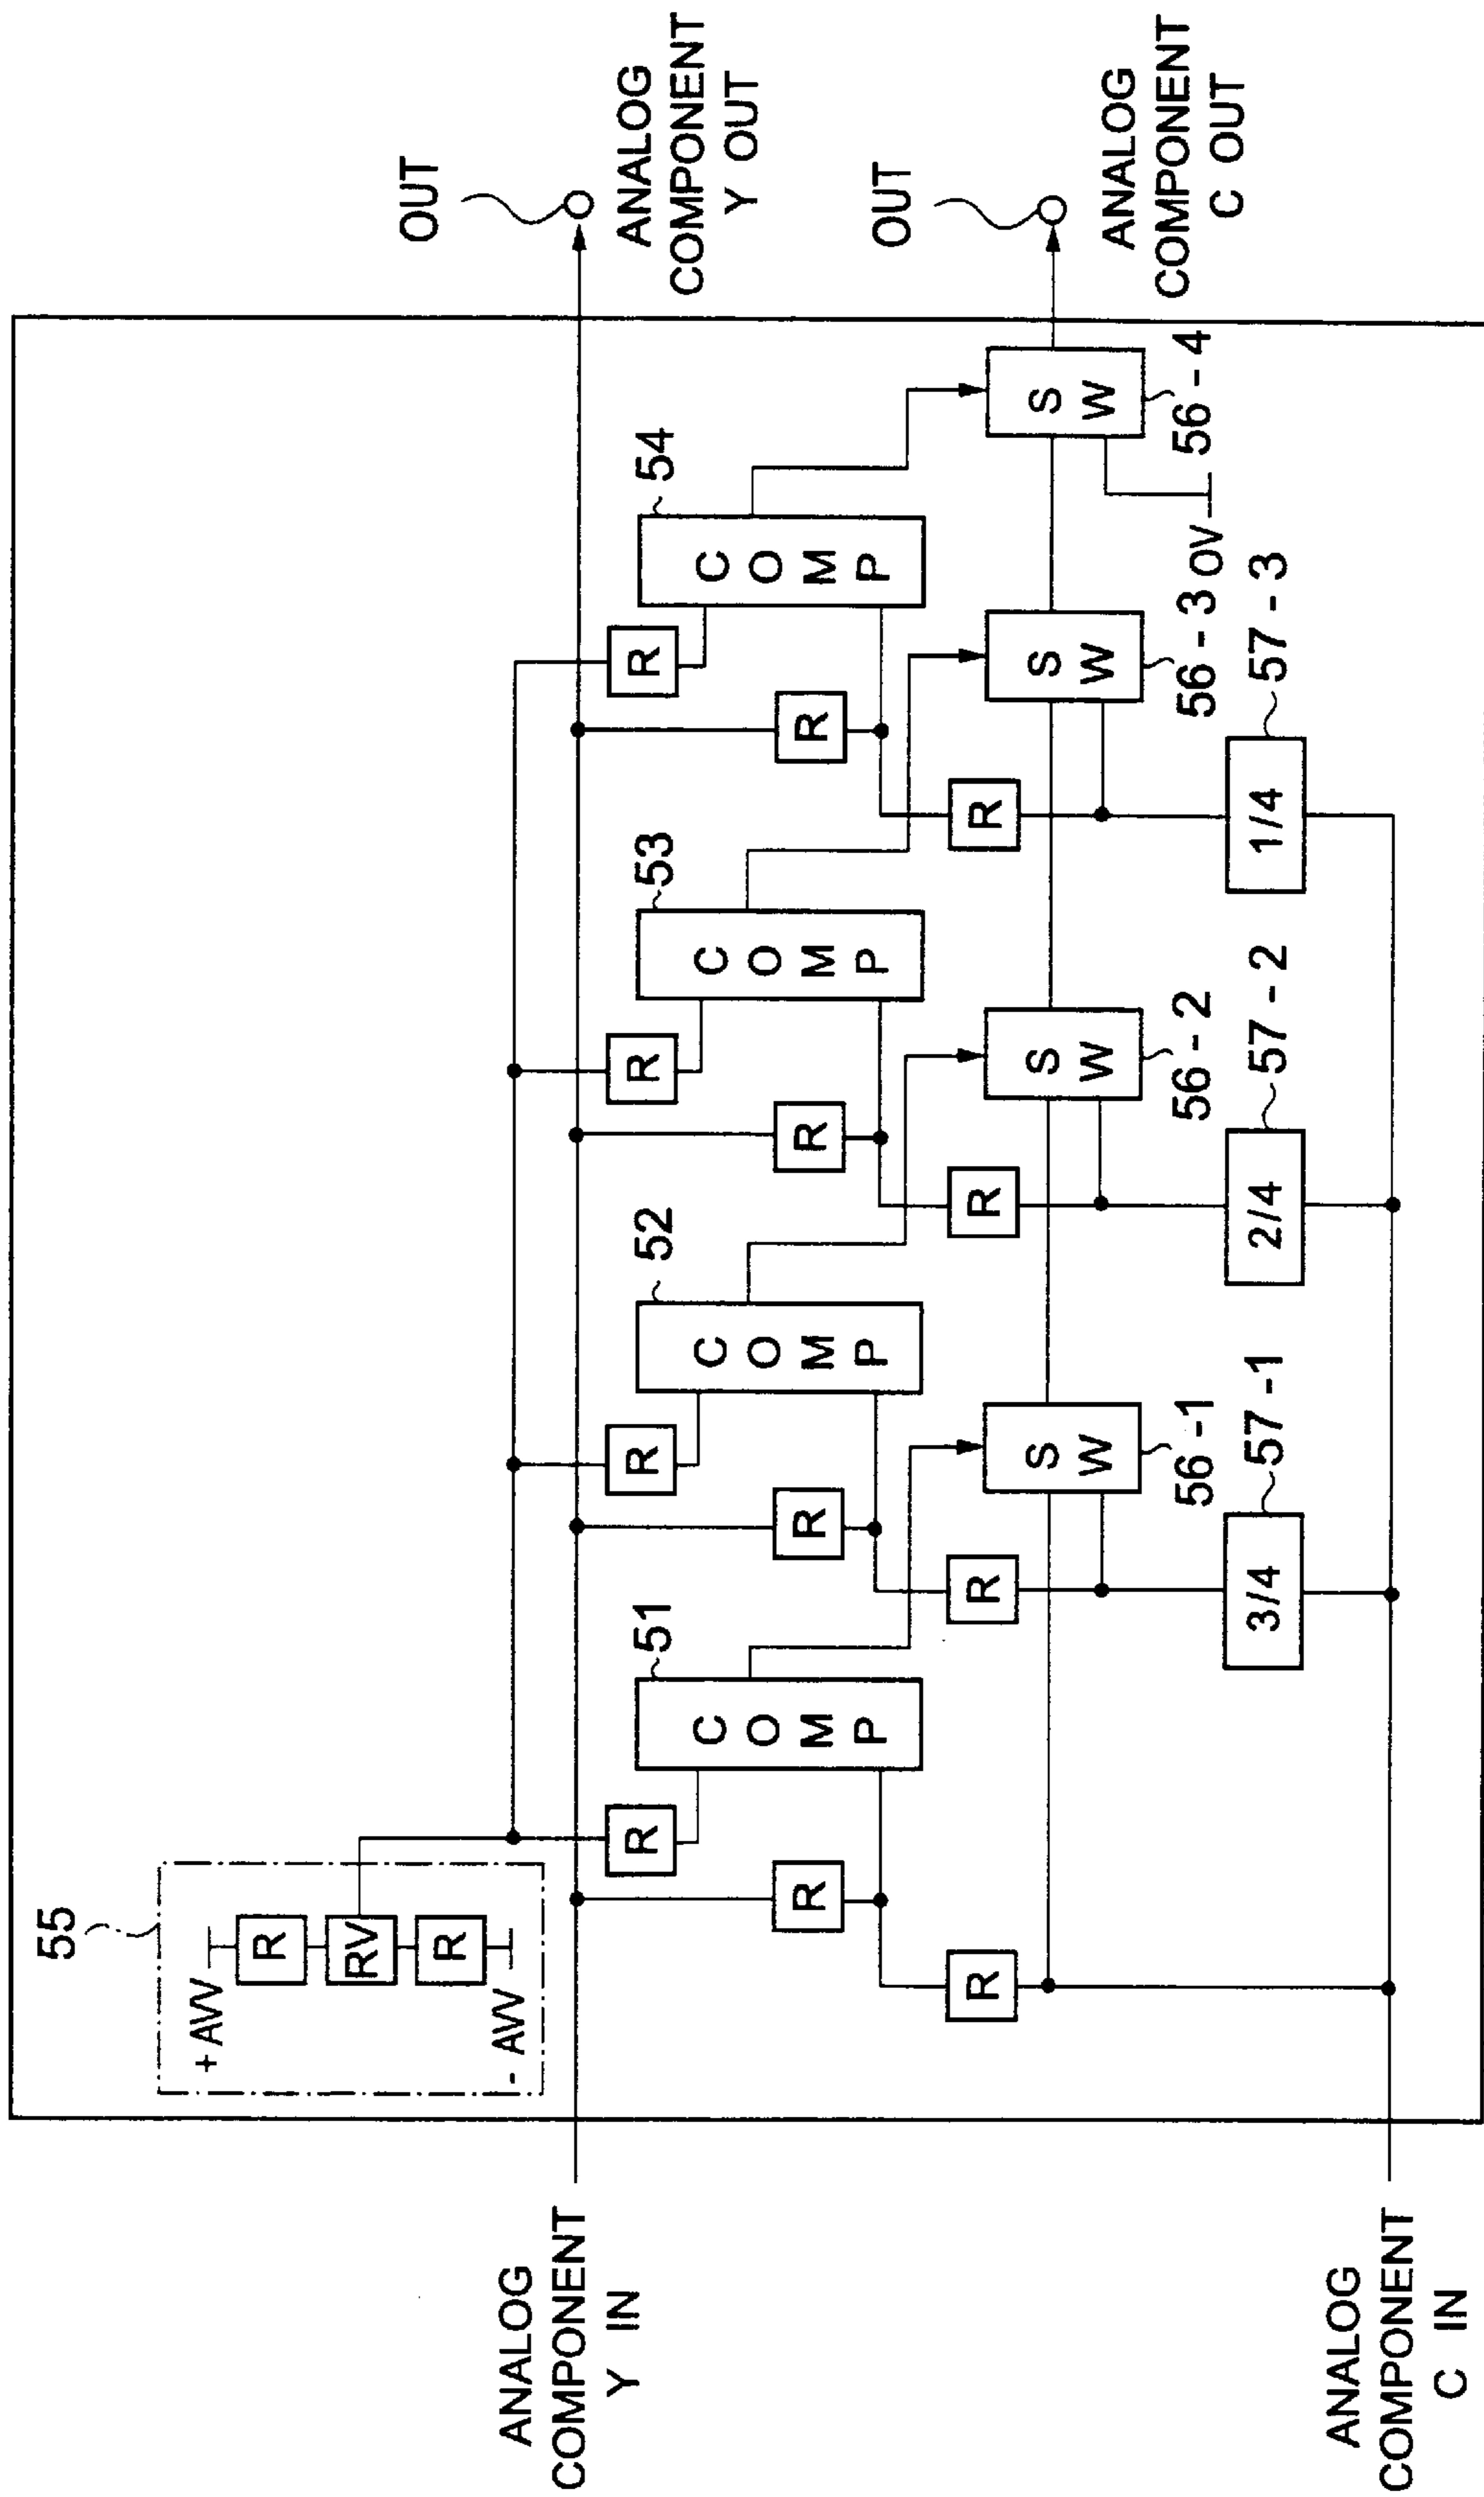 55
+AVV
R
RV
R
- AVV
ANALOG
COMPONENT
Y IN
OUT
ANALOG
COMPONENT
Y OUT
R
R
R
R
51
COMP
52
COMP
53
COMP
54
COMP
R
R
R
R
OUT
ANALOG
COMPONENT
C OUT
R
R
R
R
SW
56-1
SW
56-2
SW
56-3
SW
56-4
OV
3/4
57-1
2/4
57-2
1/4
57-3
ANALOG
COMPONENT
C IN